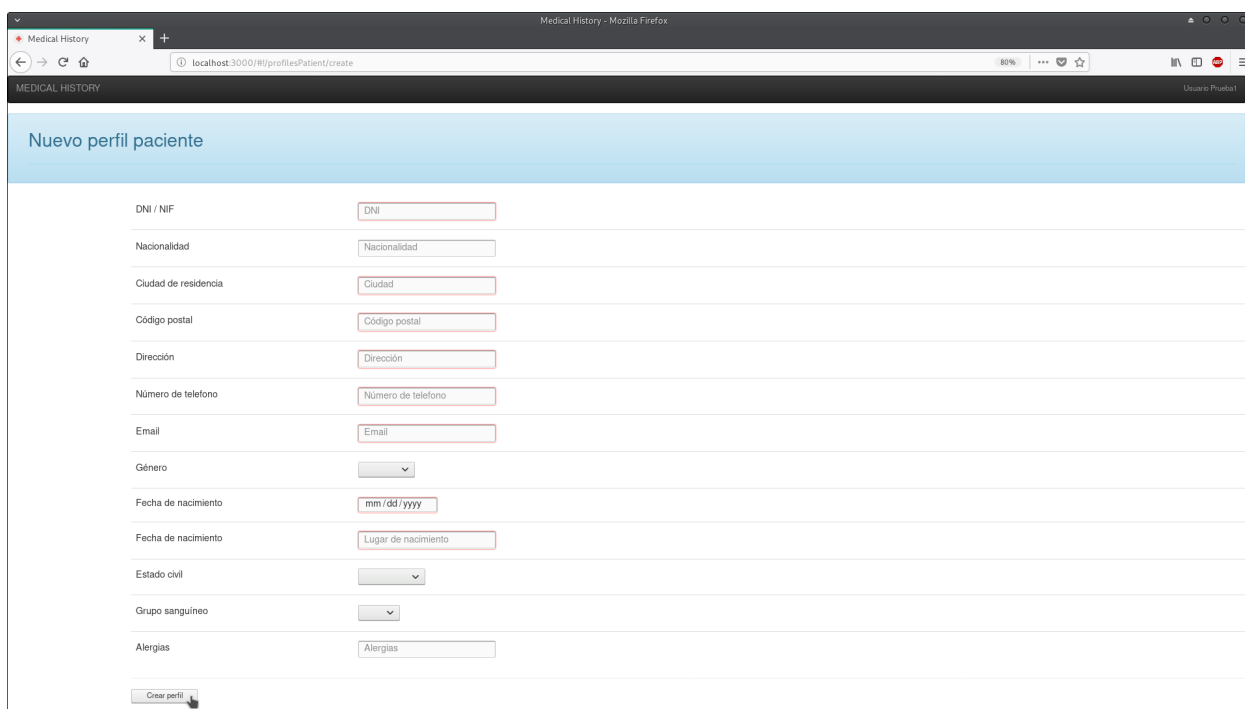 Medical History - Mozilla Firefox
Medical History
localhost:3000/#!/profilesPatient/create
80%
ABP
MEDICAL HISTORY
Usuario Prueba1
Nuevo perfil paciente
DNI / NIF
DNI
Nacionalidad
Nacionalidad
Ciudad de residencia
Ciudad
Código postal
Código postal
Dirección
Dirección
Número de telefono
Número de telefono
Email
Email
Género
Fecha de nacimiento
mm/dd/yyyy
Fecha de nacimiento
Lugar de nacimiento
Estado civil
Grupo sanguíneo
Alergias
Alergias
Crear perfil